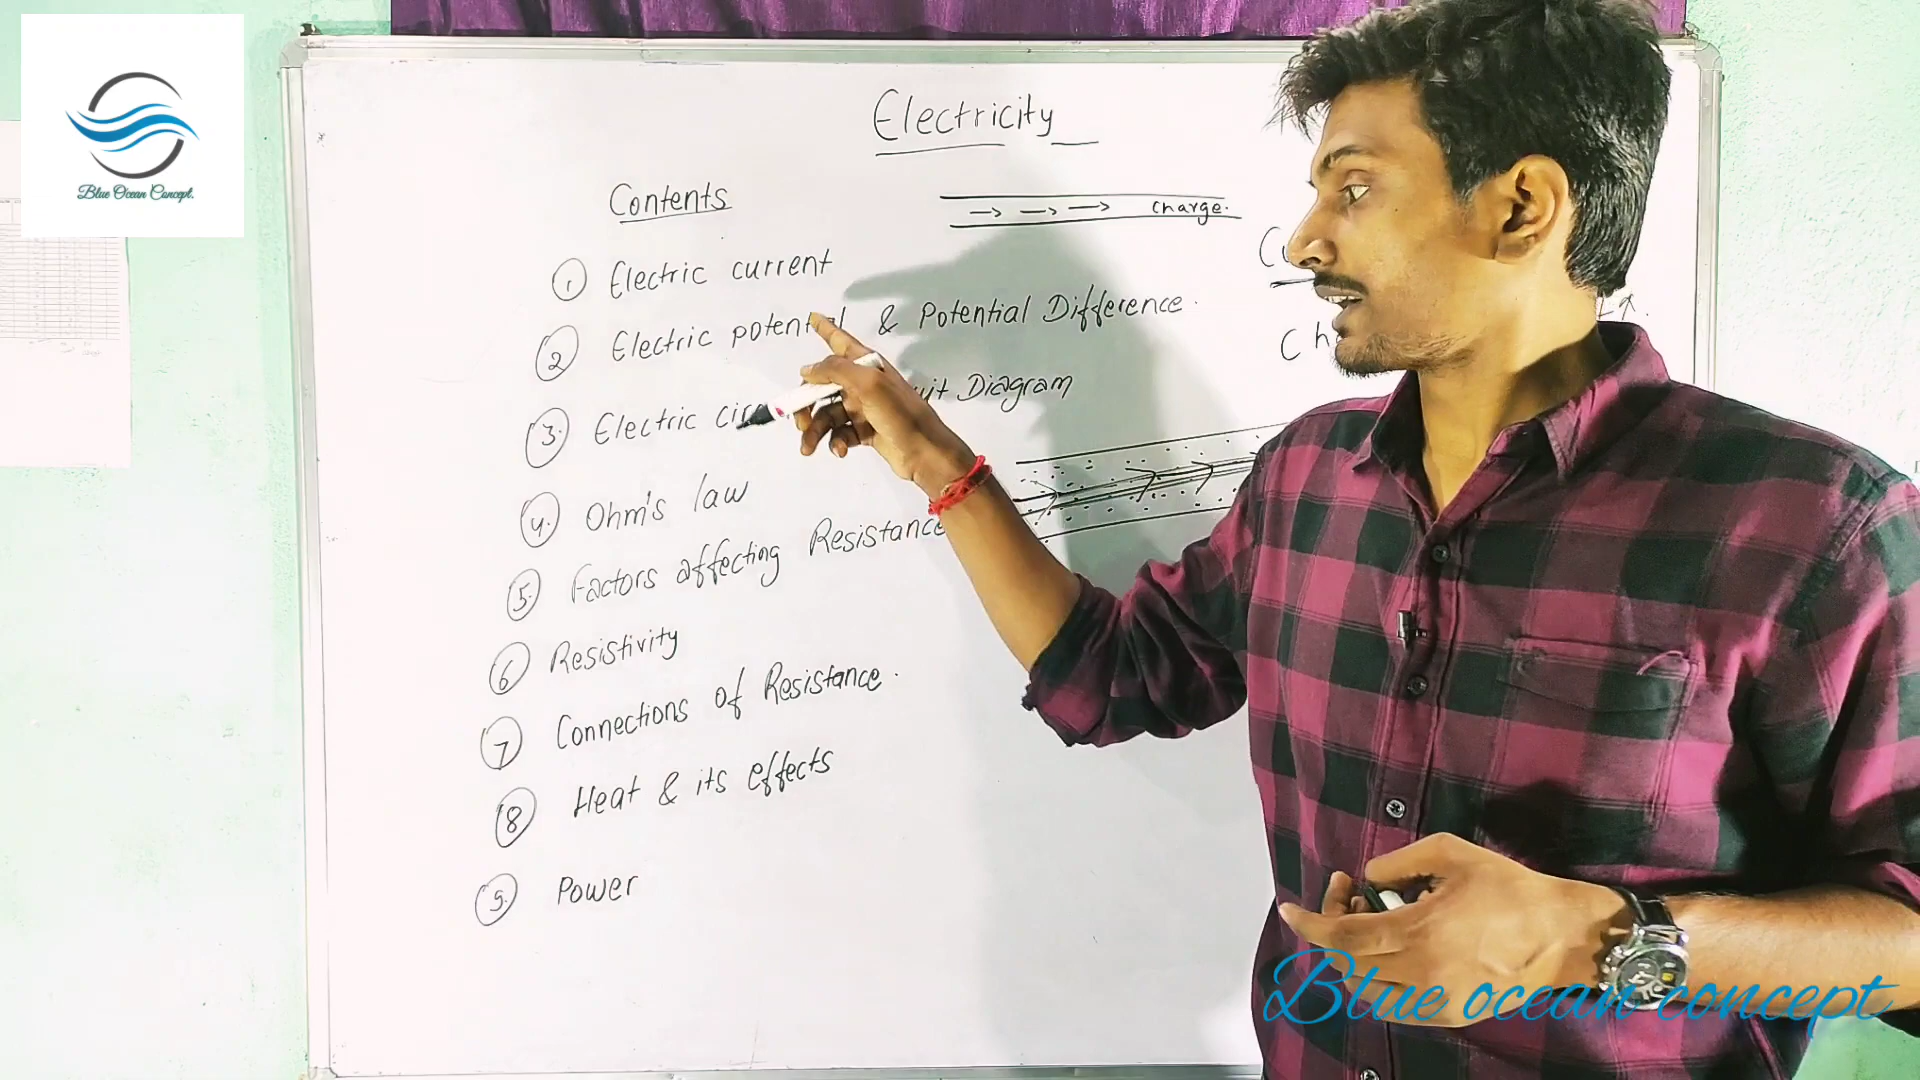 Blue Ocean Concept.
Electricity
Contents
charge.
① Electric current
② Electric potential & Potential Difference.
③ Electric Diagram
④ Ohm's law
⑤ Factors affecting Resistance
⑥ Resistivity
⑦ Connections of Resistance.
⑧ Heat & its effects
⑨ Power
Blue ocean concept